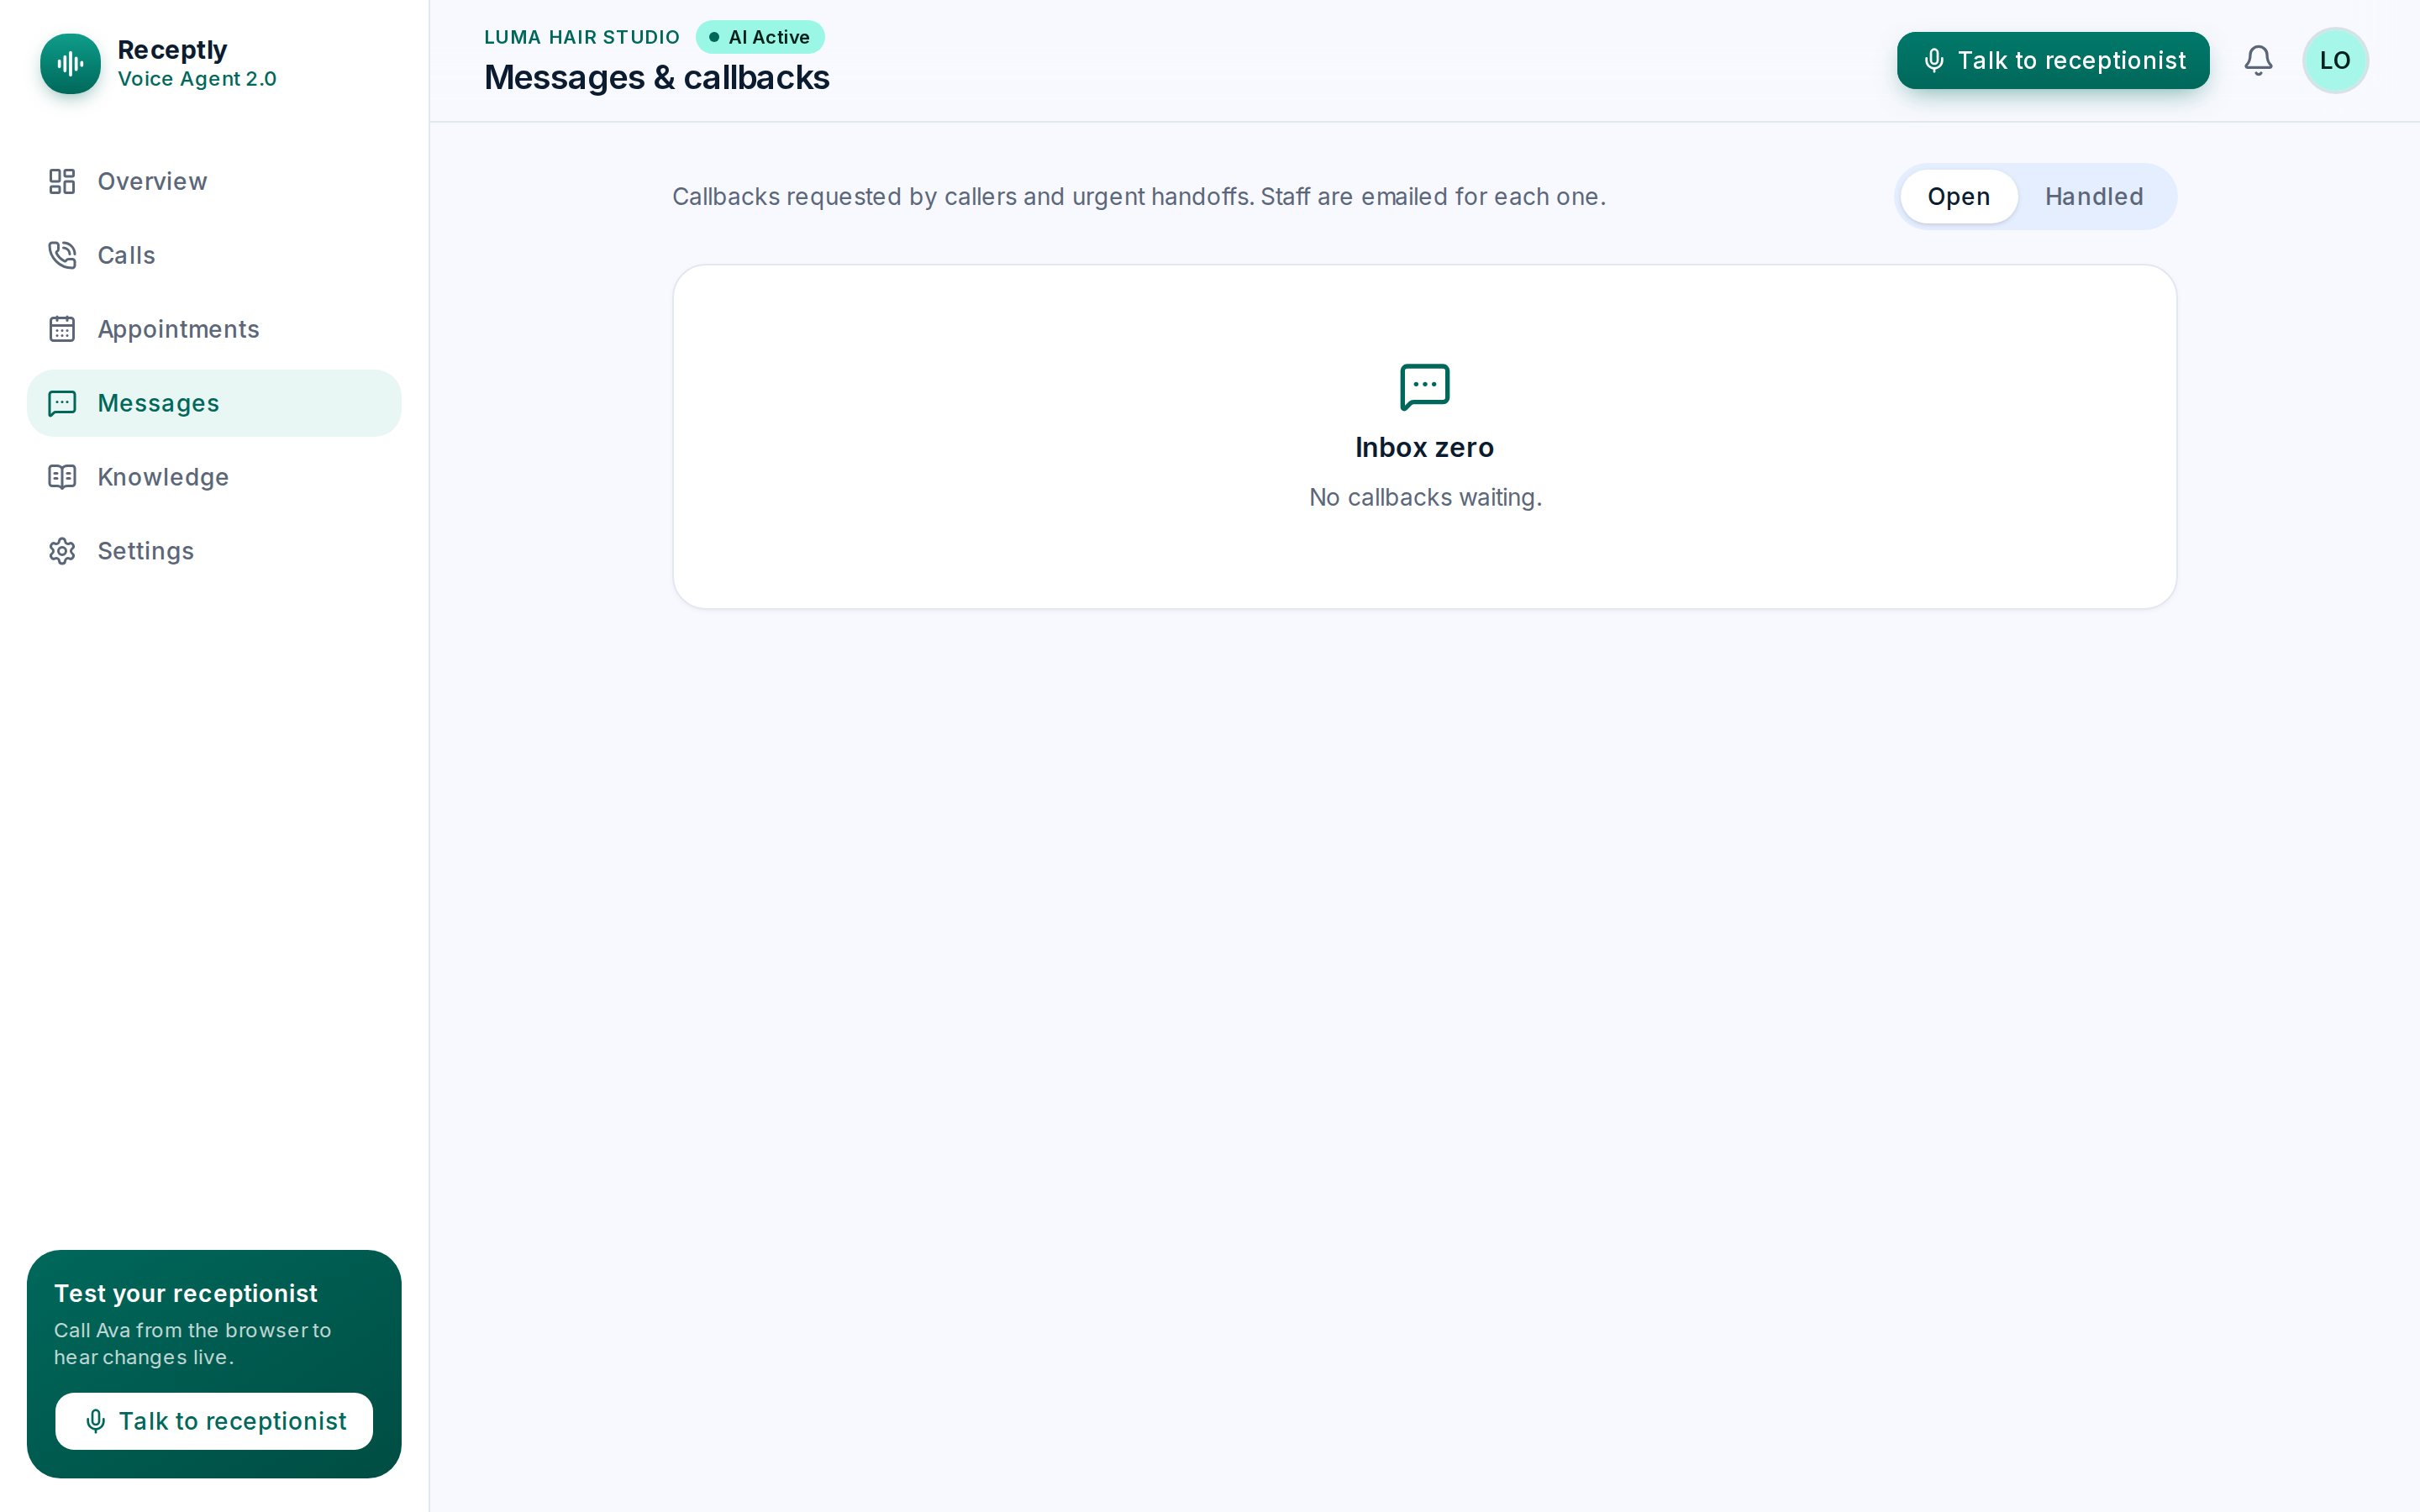 Receptly
Voice Agent 2.0
Overview
Calls
Appointments
Messages
Knowledge
Settings
Test your receptionist
Call Ava from the browser to
hear changes live.
Talk to receptionist
LUMA HAIR STUDIO
AI Active
Messages & callbacks
Talk to receptionist
LO
Callbacks requested by callers and urgent handoffs. Staff are emailed for each one.
Open
Handled
Inbox zero
No callbacks waiting.